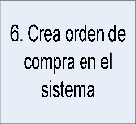 6. Crea orden de
compra en el
sistema